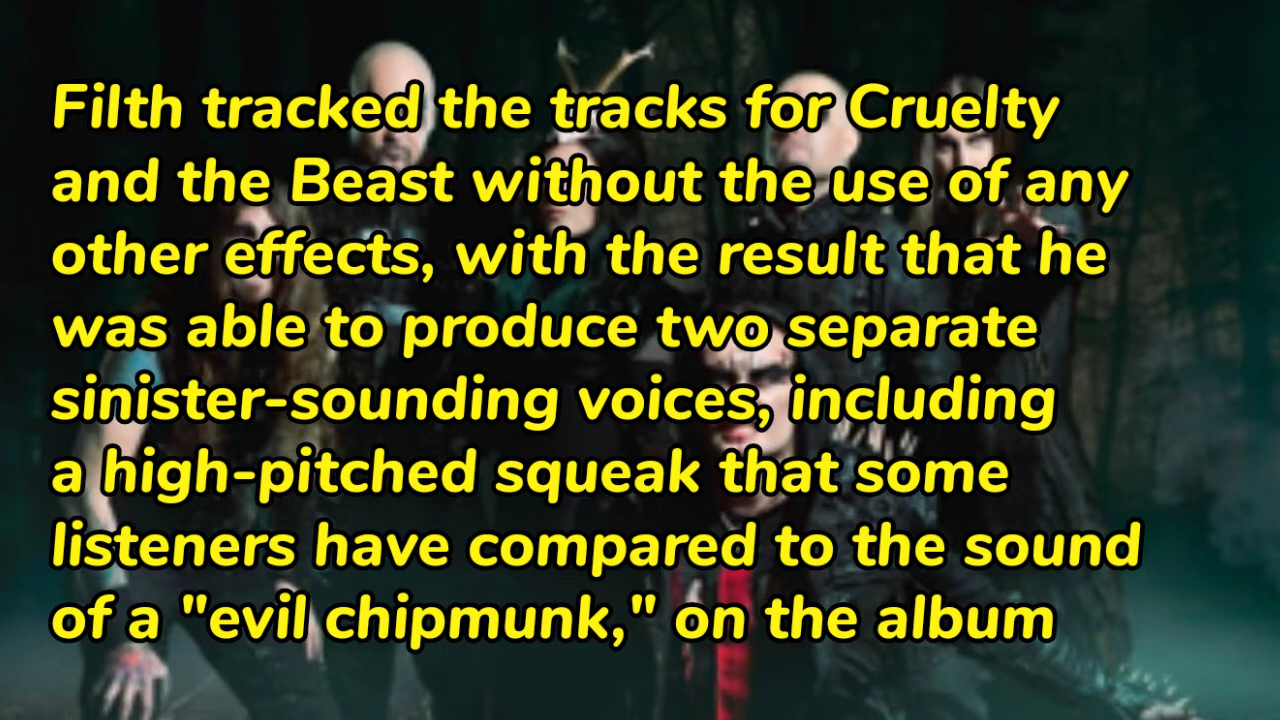 Filth tracked the tracks for Cruelty
and the Beast without the use of any
other effects, with the result that he
was able to produce two separate
sinister-sounding voices, including
a high-pitched squeak that some
listeners have compared to the sound
of a "evil chipmunk," on the album